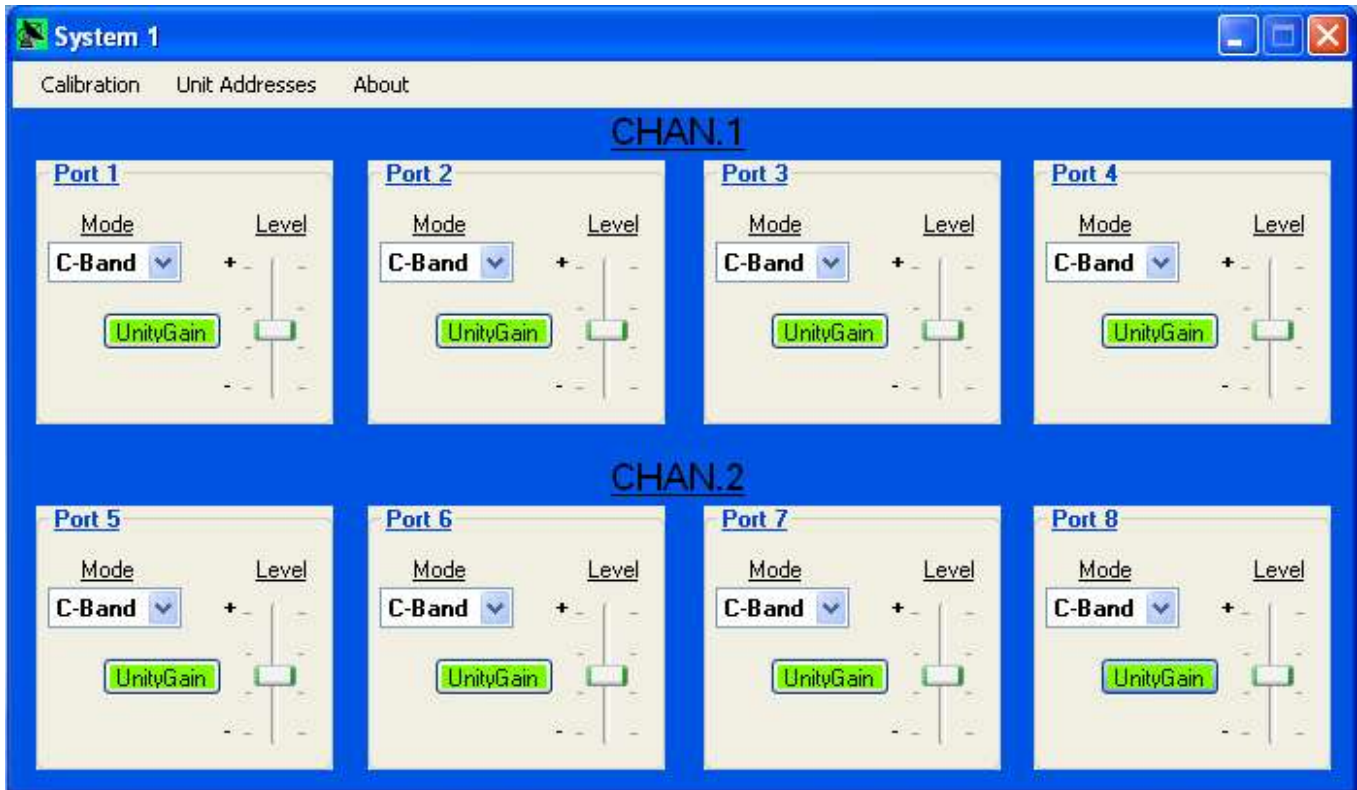 System 1
Calibration Unit Addresses About
CHAN.1
Port 1 Port 2 Port 3 Port 4
Mode Level Mode Level Mode Level Mode Level
C-Band + C-Band + C-Band + C-Band +
UnityGain UnityGain UnityGain UnityGain
- - - -
CHAN.2
Port 5 Port 6 Port 7 Port 8
Mode Level Mode Level Mode Level Mode Level
C-Band + C-Band + C-Band + C-Band +
UnityGain UnityGain UnityGain UnityGain
- - - -